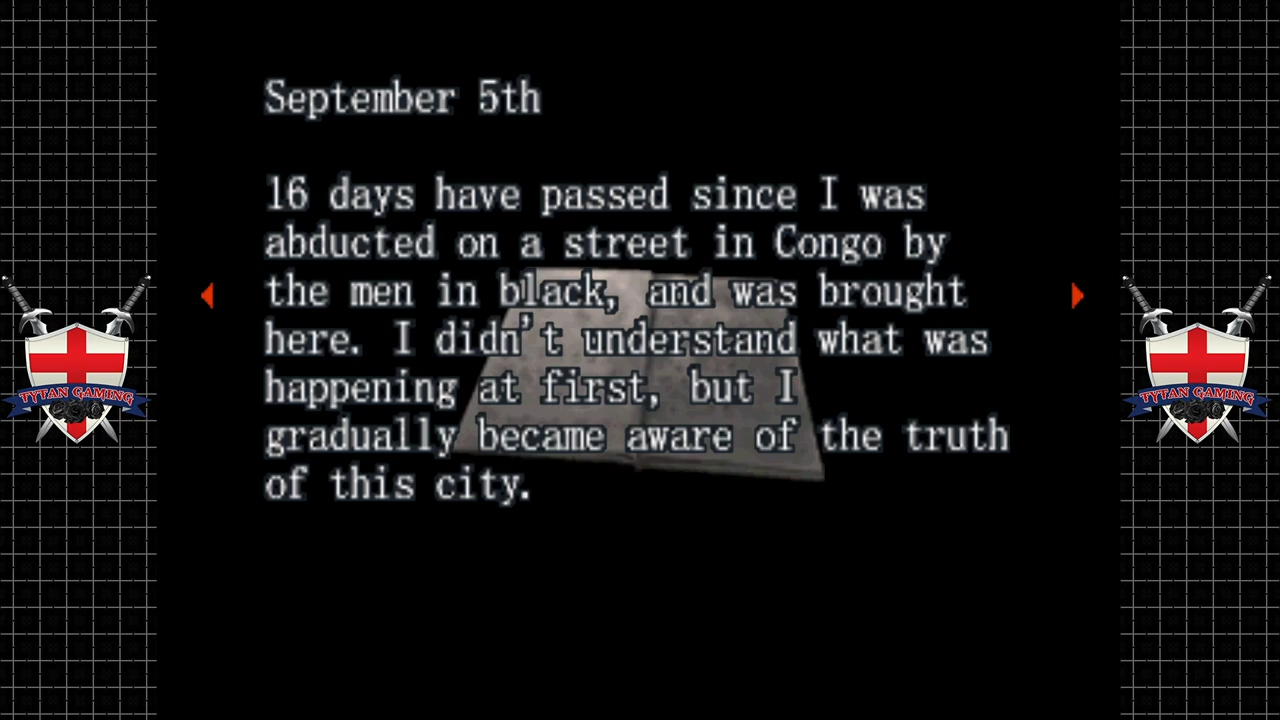 September 5th
16 days have passed since I was
abducted on a street in Congo by
the men in black, and was brought
here. I didn't understand what was
happening at first, but I
gradually became aware of the truth
of this city.
TYTAN GAMING
TYTAN GAMING